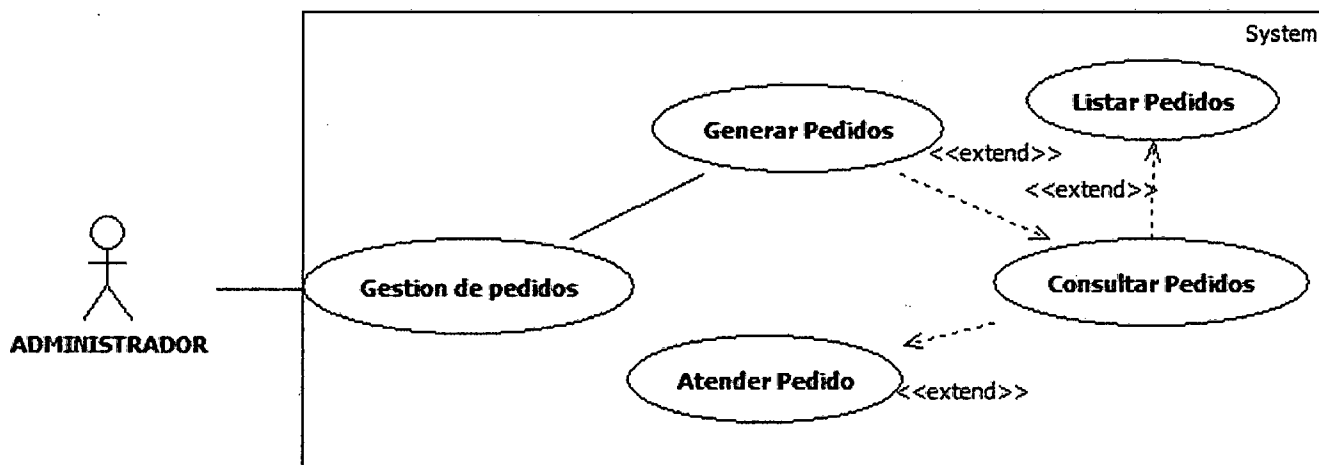 System
Listar Pedidos
Generar Pedidos
<<extend>>
<<extend>>
Gestion de pedidos
Consultar Pedidos
ADMINISTRADOR
Atender Pedido
<<extend>>